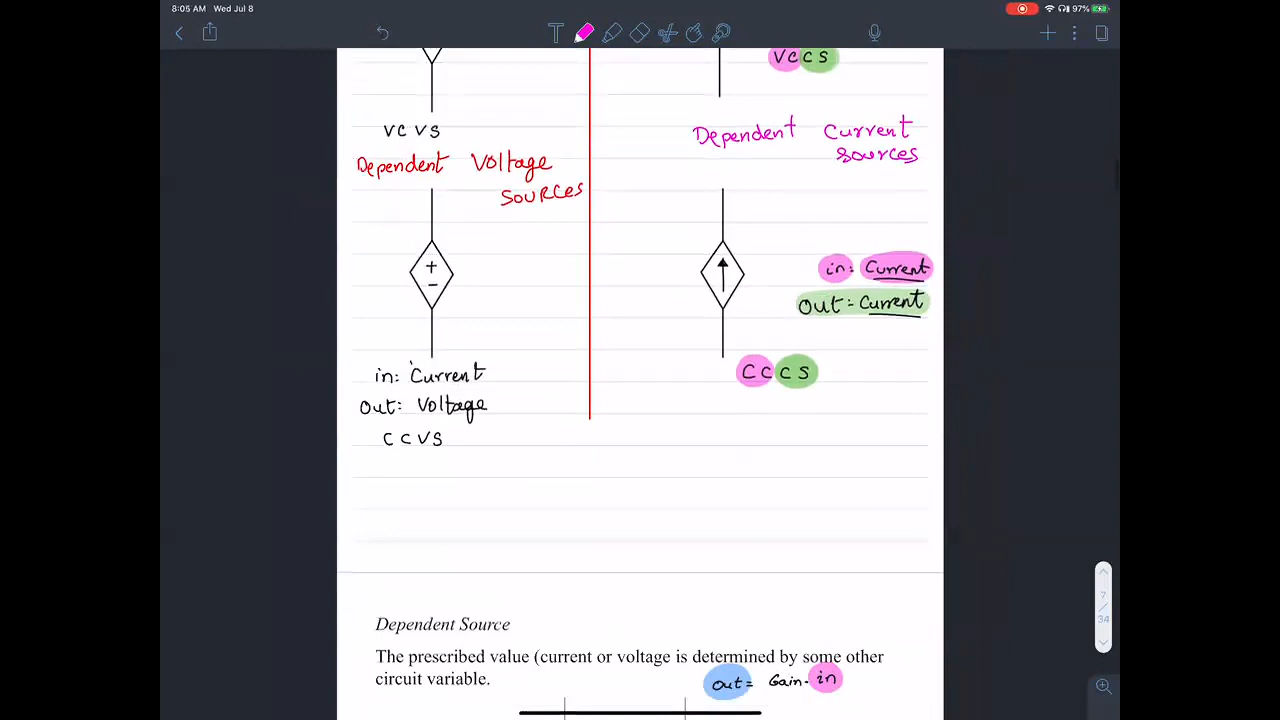 8:05 AM Wed Jul 8
97%
T
VCCS
VCVS
Dependent Voltage
sources
Dependent Current
sources
+
−
in: Current
Out = Current
CCCS
in: Current
Out: Voltage
CCVS
7
/
34
Dependent Source
The prescribed value (current or voltage is determined by some other
circuit variable.
out = Gain · in